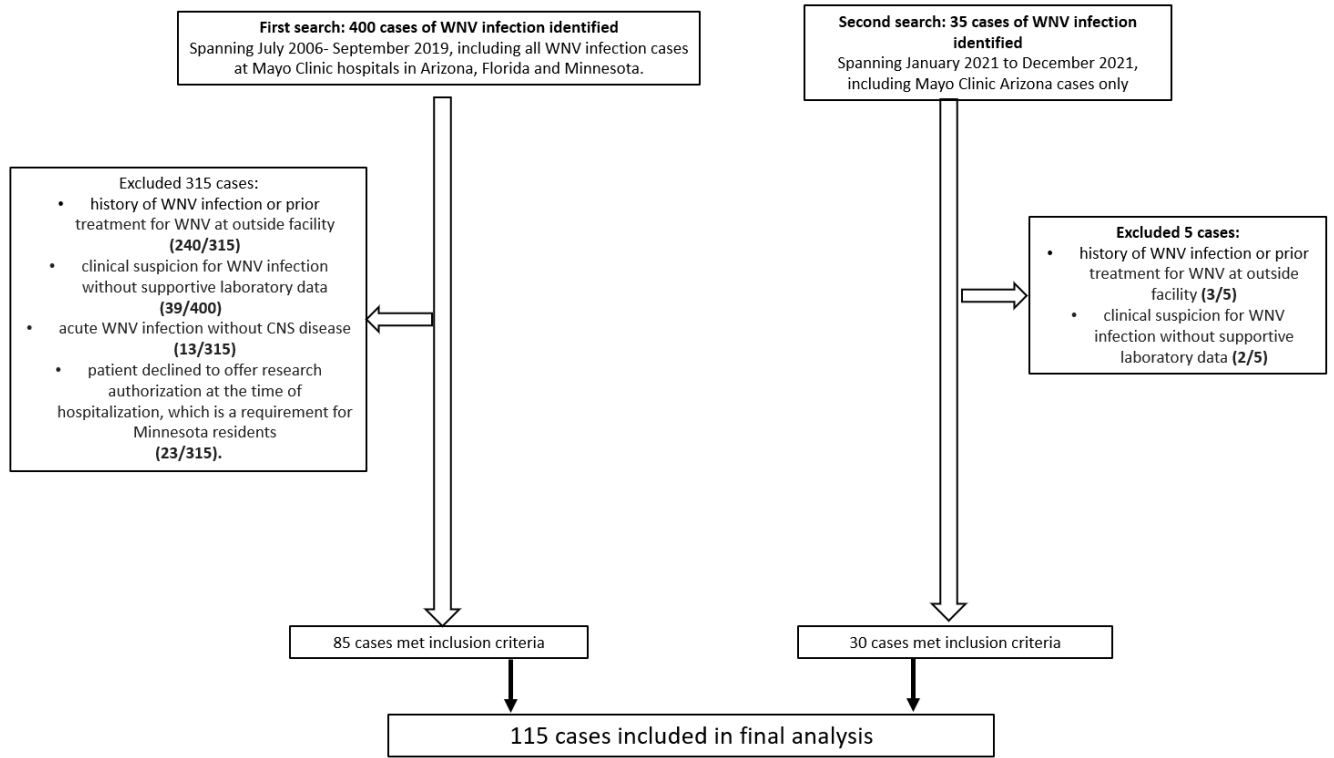 First search: 400 cases of WNV infection identified
Spanning July 2006- September 2019, including all WNV infection cases
at Mayo Clinic hospitals in Arizona, Florida and Minnesota.
Second search: 35 cases of WNV infection
identified
Spanning January 2021 to December 2021,
including Mayo Clinic Arizona cases only
Excluded 315 cases:
• history of WNV infection or prior
treatment for WNV at outside facility
(240/315)
• clinical suspicion for WNV infection
without supportive laboratory data
(39/400)
• acute WNV infection without CNS disease
(13/315)
• patient declined to offer research
authorization at the time of
hospitalization, which is a requirement for
Minnesota residents
(23/315).
Excluded 5 cases:
• history of WNV infection or prior
treatment for WNV at outside
facility (3/5)
• clinical suspicion for WNV
infection without supportive
laboratory data (2/5)
85 cases met inclusion criteria
30 cases met inclusion criteria
115 cases included in final analysis